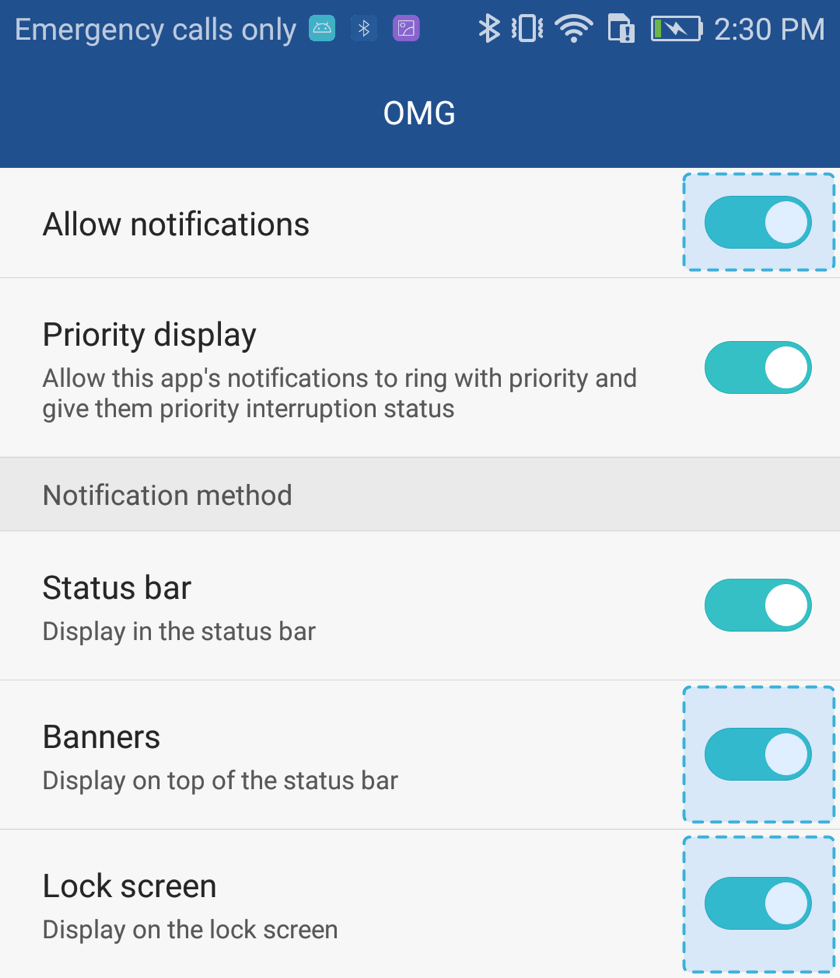 Emergency calls only 2:30 PM
OMG
Allow notifications
Priority display
Allow this app's notifications to ring with priority and
give them priority interruption status
Notification method
Status bar
Display in the status bar
Banners
Display on top of the status bar
Lock screen
Display on the lock screen